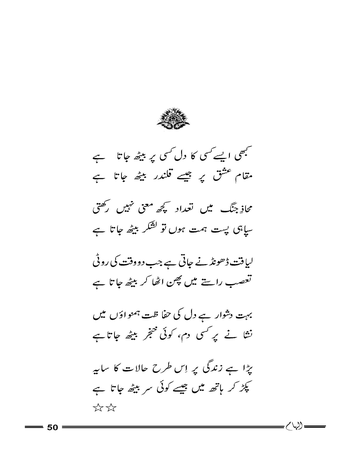 کبھی ایسے کسی کا دل کسی پر بیٹھ جاتا ہے
مقام عشق پر جیسے قلندر بیٹھ جاتا ہے
محاذ جنگ میں تعداد کچھ معنی نہیں رکھتی
سپاہی پست ہمت ہوں تو لشکر بیٹھ جاتا ہے
لیاقت ڈھونڈنے جاتی ہے جب دو وقت کی روٹی
تعصب راستے میں پھن اٹھا کر بیٹھ جاتا ہے
بہت دشوار ہے دل کی حفاظت ہمنواؤں میں
نشانے پر کسی دم، کوئی خنجر بیٹھ جاتا ہے
پڑا ہے زندگی پر اس طرح حالات کا سایہ
پکڑ کر ہاتھ میں جیسے کوئی سر بیٹھ جاتا ہے
☆☆
50